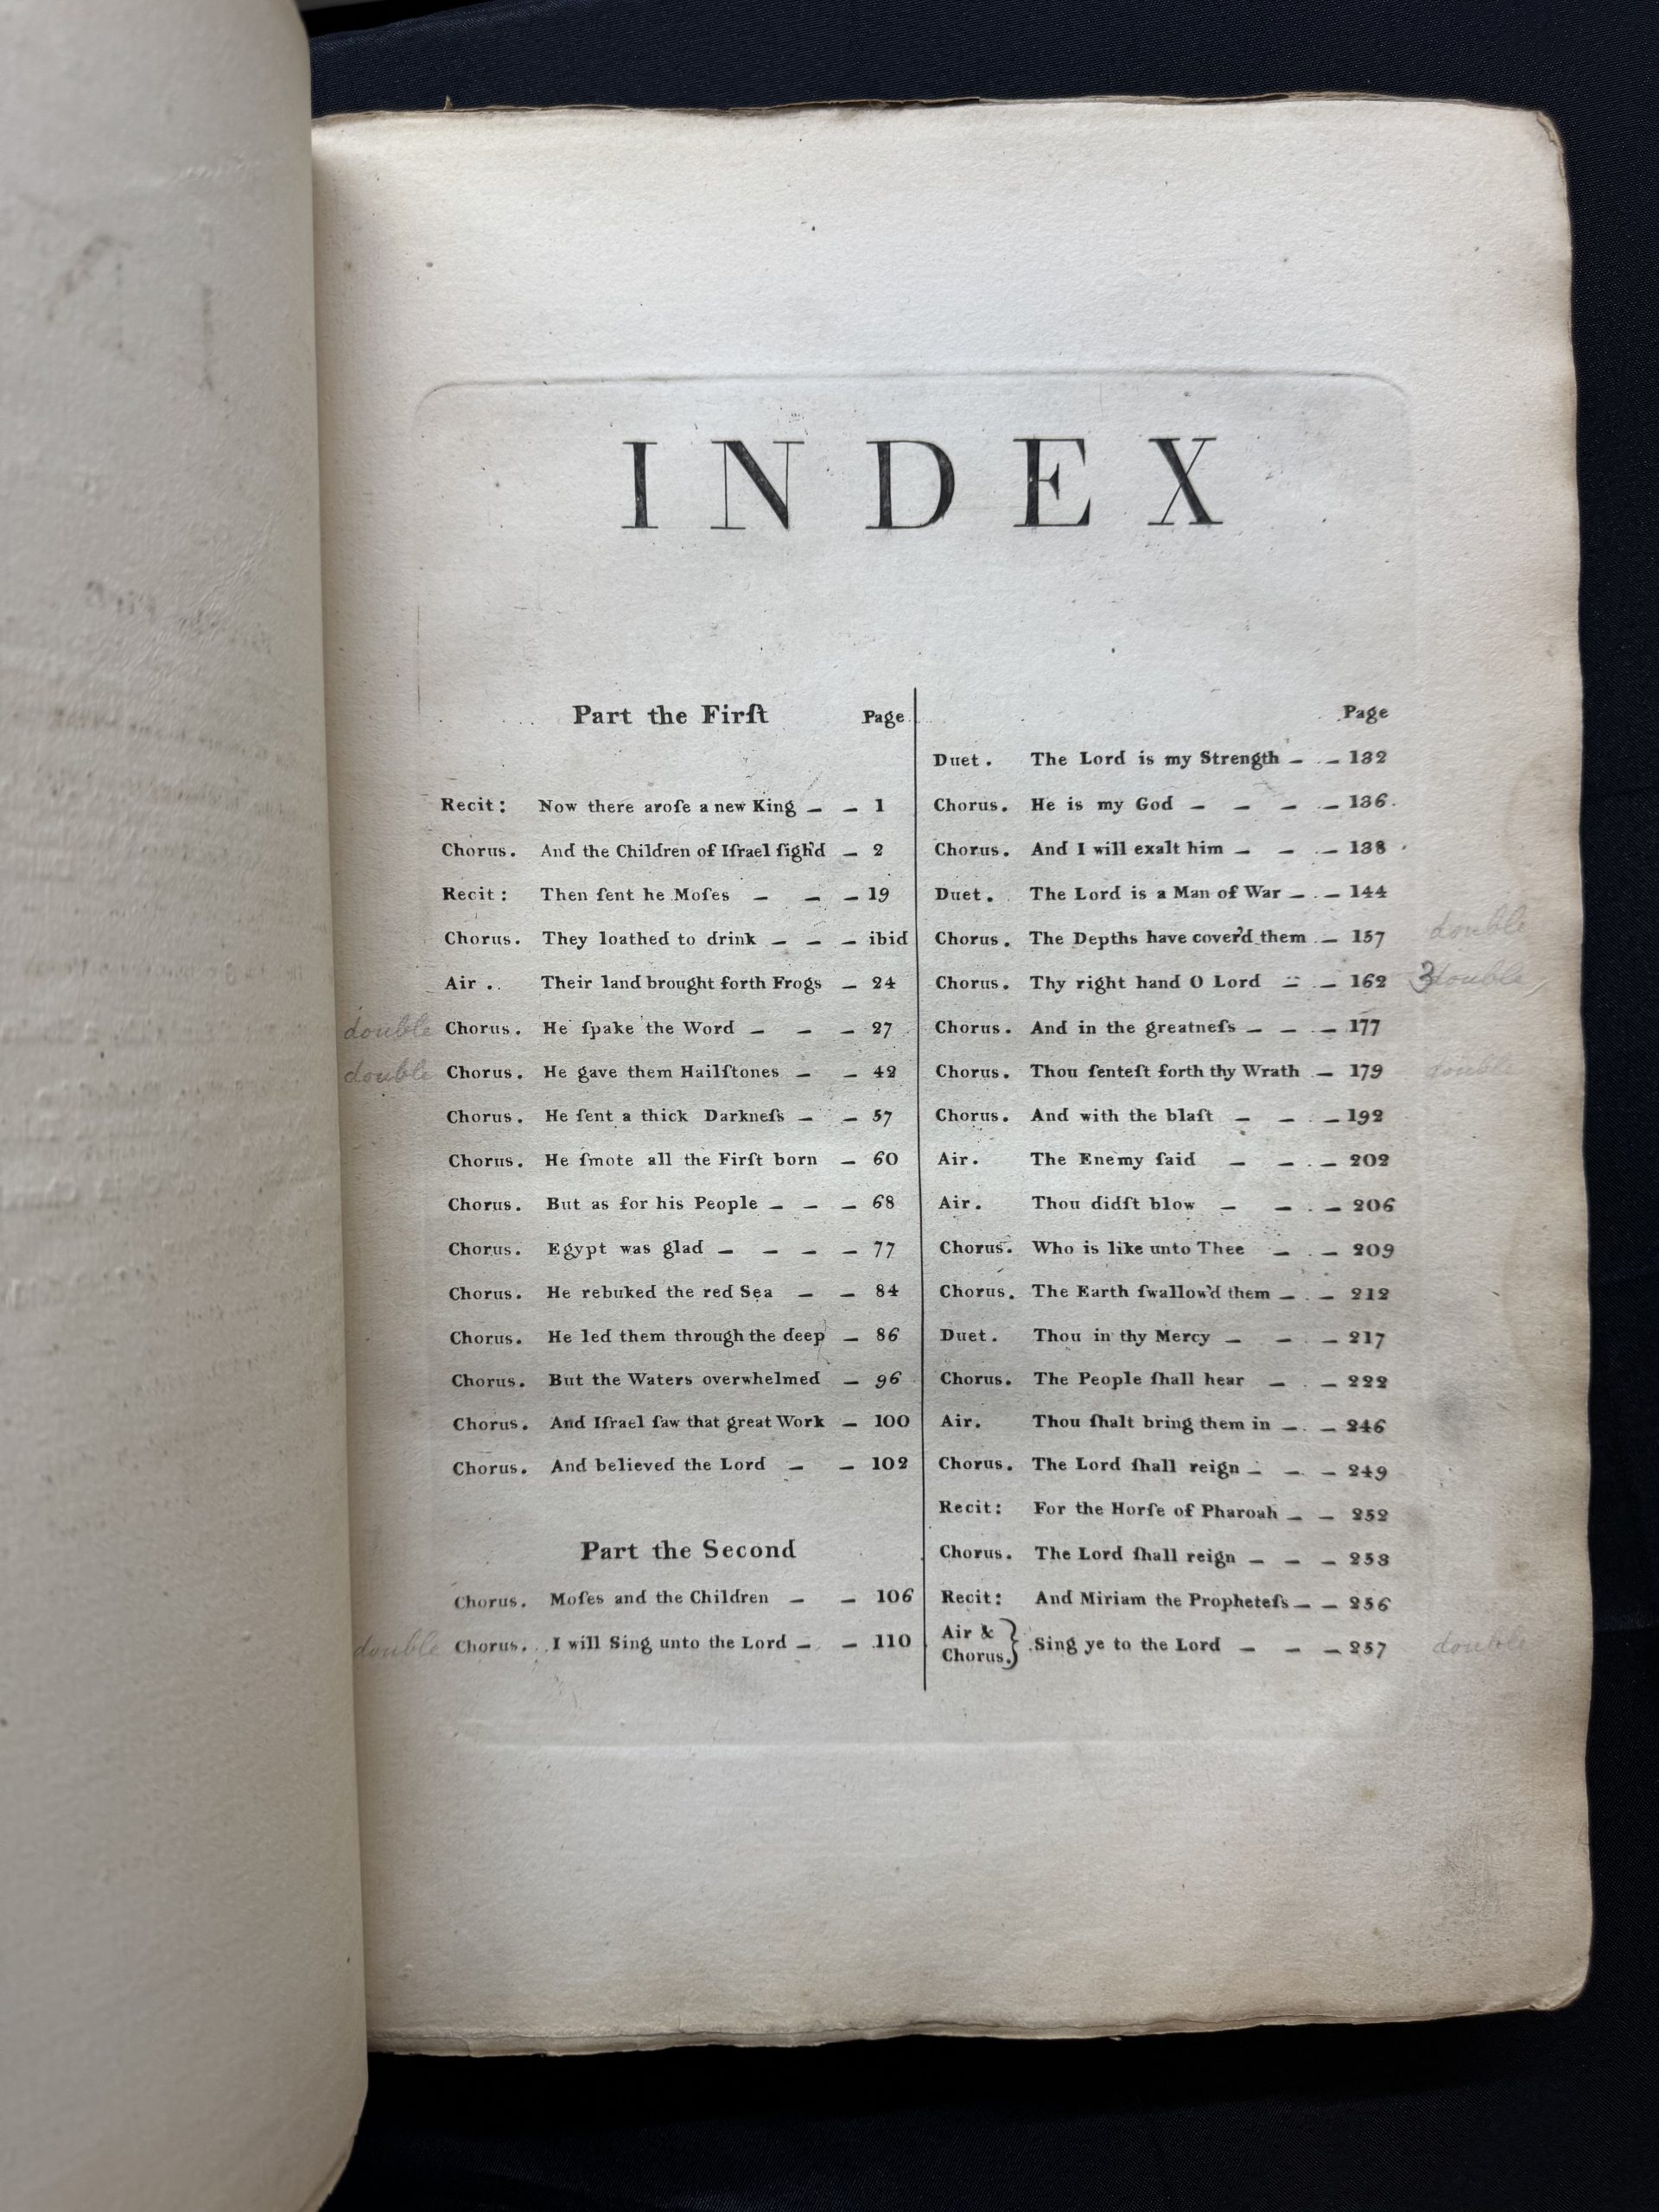 INDEX
Part the Firſt Page
Recit: Now there aroſe a new King — — 1
Chorus. And the Children of Iſrael ſigh'd — 2
Recit: Then ſent he Moſes — — — 19
Chorus. They loathed to drink — — — ibid
Air. Their land brought forth Frogs — 24
double Chorus. He ſpake the Word — — — 27
double Chorus. He gave them Hailſtones — — 42
Chorus. He ſent a thick Darkneſs — — 57
Chorus. He ſmote all the Firſt born — 60
Chorus. But as for his People — — — 68
Chorus. Egypt was glad — — — — 77
Chorus. He rebuked the red Sea — — 84
Chorus. He led them through the deep — 86
Chorus. But the Waters overwhelmed — 96
Chorus. And Iſrael ſaw that great Work — 100
Chorus. And believed the Lord — — 102
Part the Second
Chorus. Moſes and the Children — — 106
double Chorus. I will Sing unto the Lord — — 110
Page
Duet. The Lord is my Strength — — 132
Chorus. He is my God — — — — 136.
Chorus. And I will exalt him — — — 138
Duet. The Lord is a Man of War — — 144
Chorus. The Depths have cover'd them — 157 double
Chorus. Thy right hand O Lord — — 162 3 double
Chorus. And in the greatneſs — — — 177
Chorus. Thou ſenteſt forth thy Wrath — 179 double
Chorus. And with the blaſt — — — 192
Air. The Enemy ſaid — — — 202
Air. Thou didſt blow — — — 206
Chorus. Who is like unto Thee — — 209
Chorus. The Earth ſwallow'd them — — 212
Duet. Thou in thy Mercy — — — 217
Chorus. The People ſhall hear — — 222
Air. Thou ſhalt bring them in — — 246
Chorus. The Lord ſhall reign — — — 249
Recit: For the Horſe of Pharoah — — 252
Chorus. The Lord ſhall reign — — — 253
Recit: And Miriam the Propheteſs — — 256
Air &
Chorus.} Sing ye to the Lord — — — 257 double